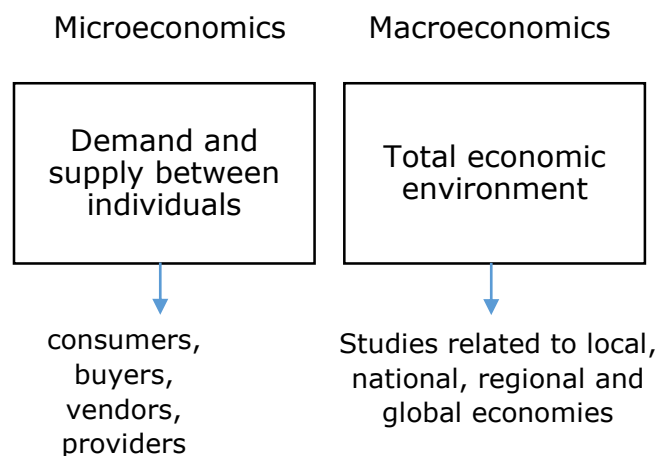 Microeconomics
Macroeconomics
Demand and
supply between
individuals
Total economic
environment
consumers,
buyers,
vendors,
providers
Studies related to local,
national, regional and
global economies